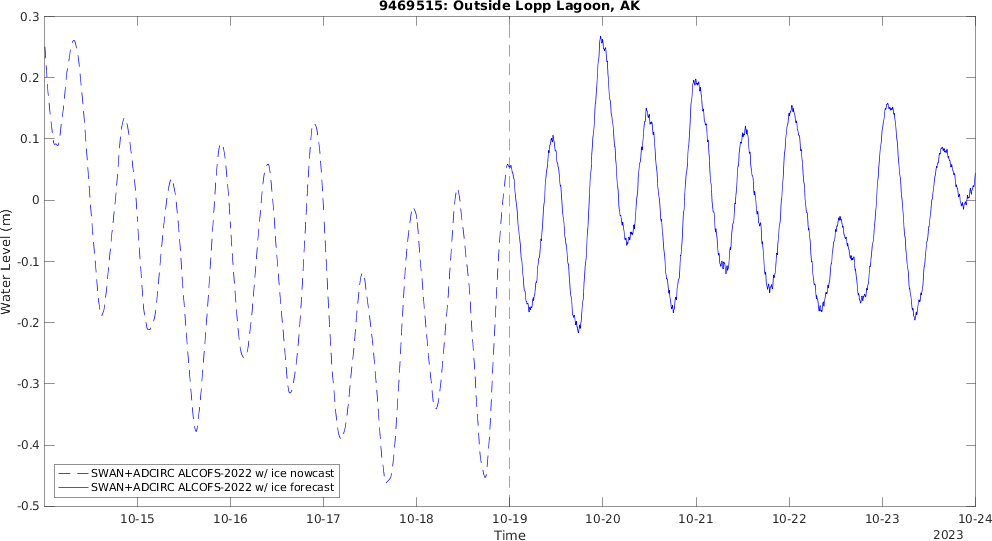 9469515: Outside Lopp Lagoon, AK
0.3
0.2
0.1
0
-0.1
-0.2
-0.3
-0.4
-0.5
Water Level (m)
SWAN+ADCIRC ALCOFS-2022 w/ ice nowcast
SWAN+ADCIRC ALCOFS-2022 w/ ice forecast
10-15 10-16 10-17 10-18 10-19 10-20 10-21 10-22 10-23 10-24
Time
2023